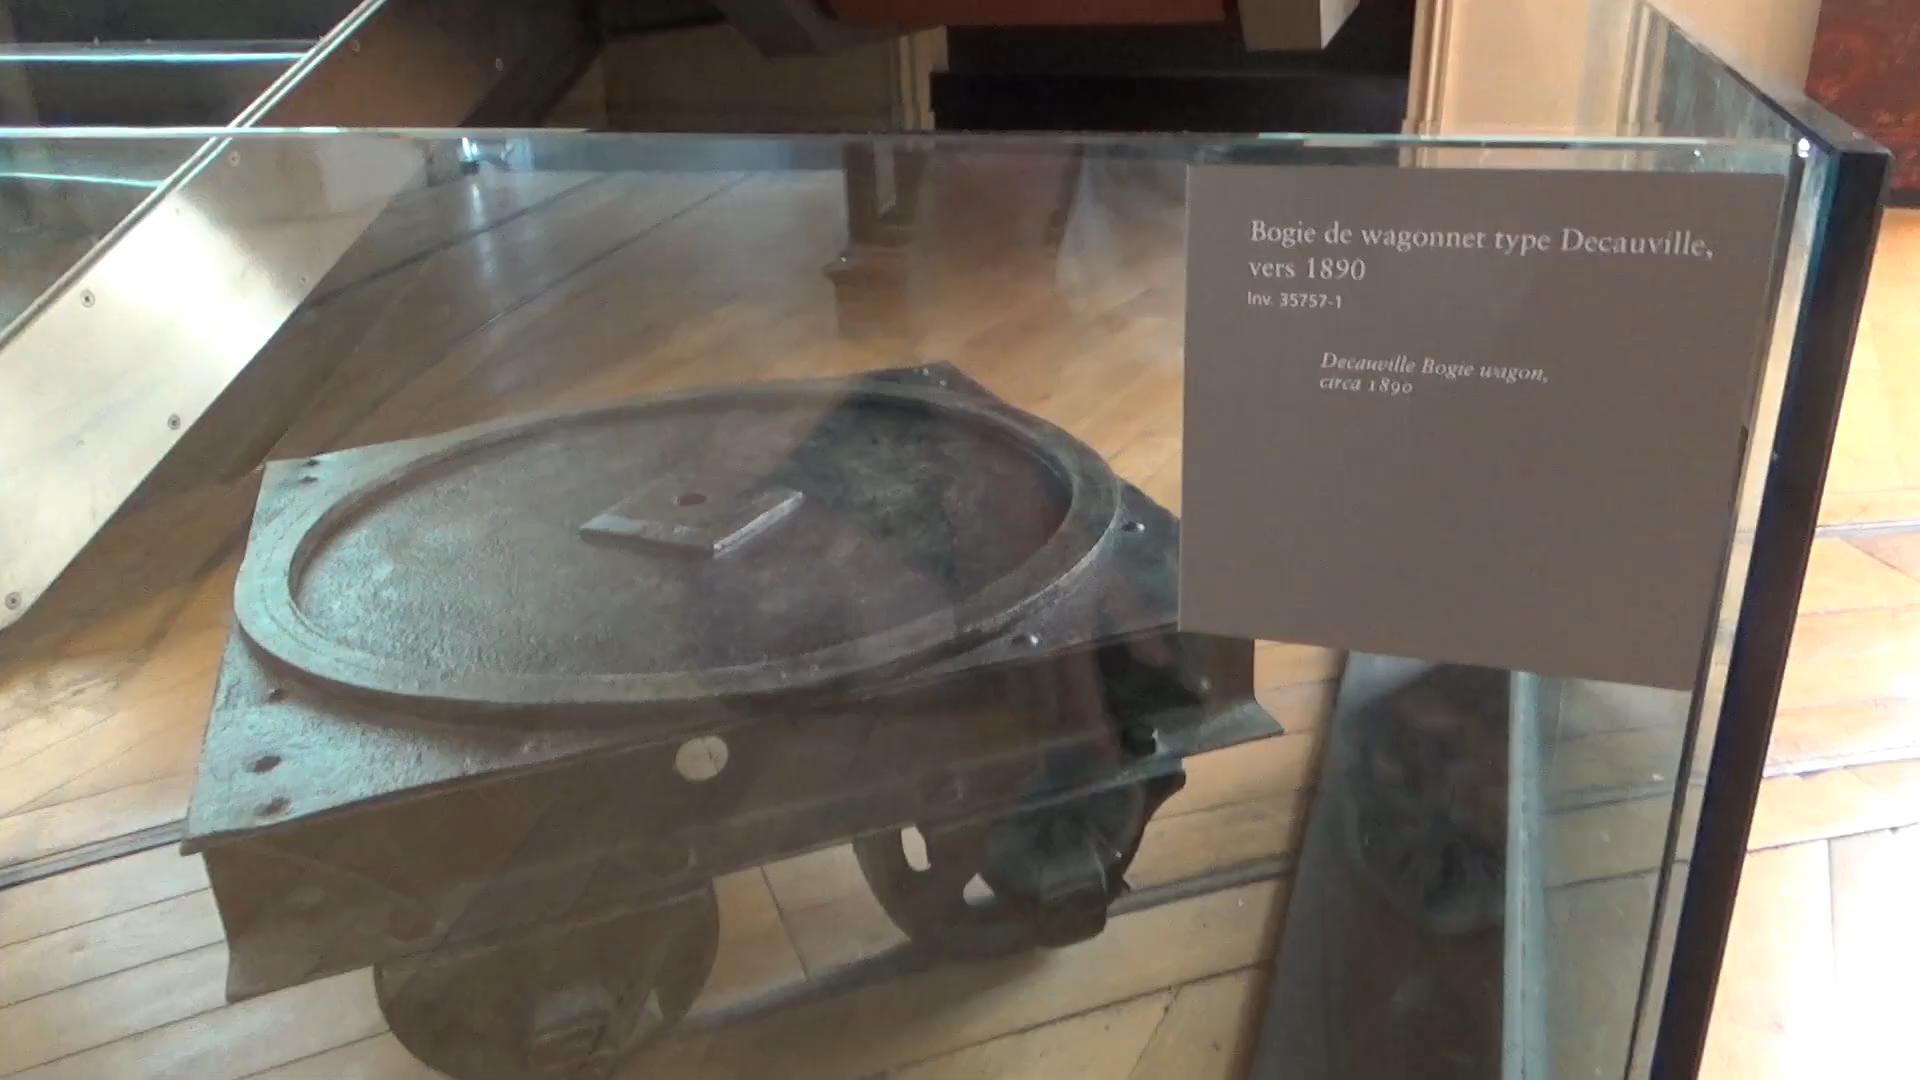 Bogie de wagonnet type Decauville,
vers 1890
Inv. 35757-1
Decauville Bogie wagon,
circa 1890